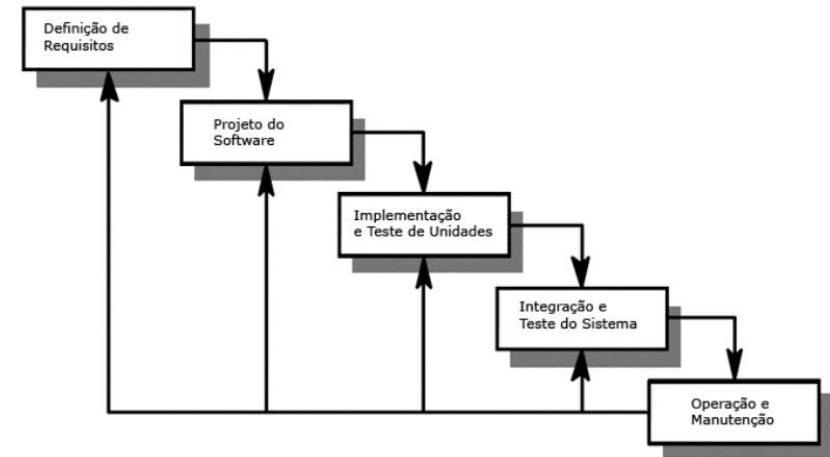 Definição de
Requisitos
Projeto do
Software
Implementação
e Teste de Unidades
Integração e
Teste do Sistema
Operação e
Manutenção